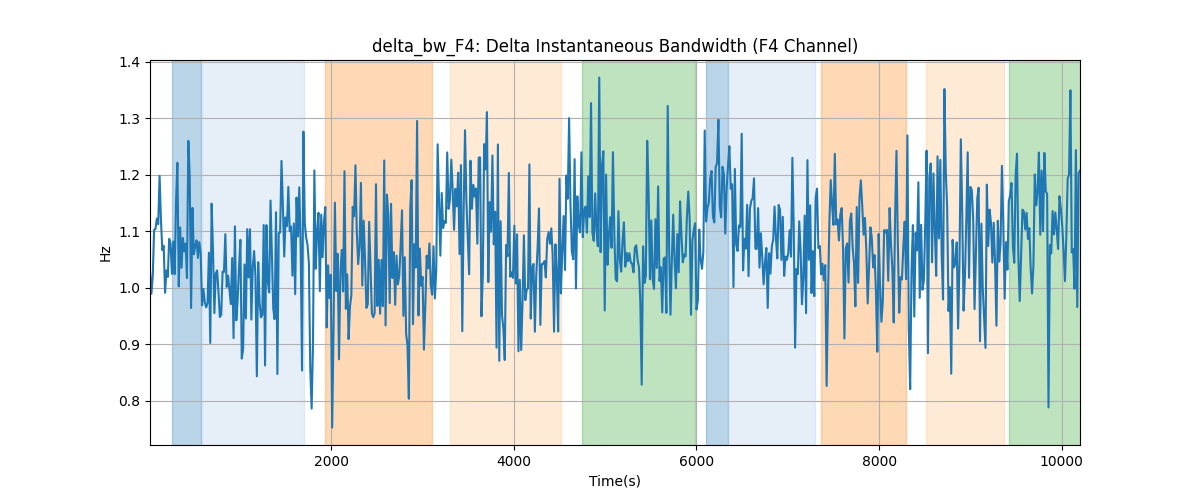 delta_bw_F4: Delta Instantaneous Bandwidth (F4 Channel)
1.4
1.3
1.2
1.1
1.0
0.9
0.8
Hz
2000 4000 6000 8000 10000
Time(s)